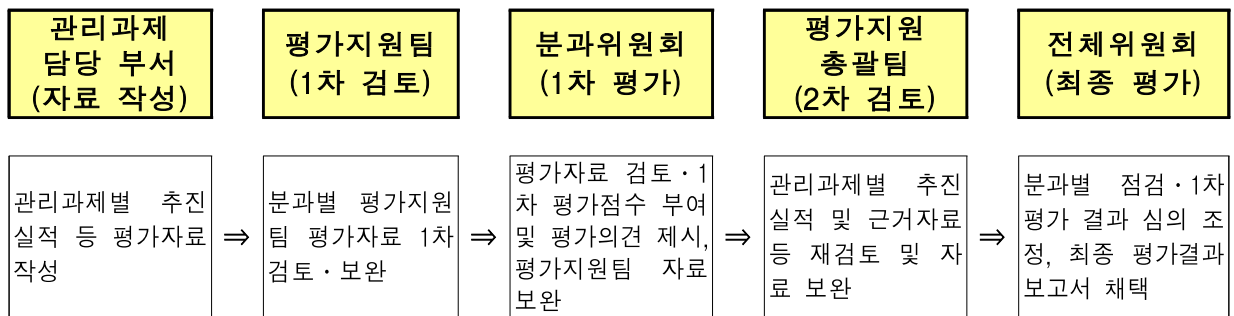 관리과제
담당 부서
(자료 작성)
평가지원팀
(1차 검토)
분과위원회
(1차 평가)
평가지원
총괄팀
(2차 검토)
전체위원회
(최종 평가)
관리과제별 추진
실적 등 평가자료
작성
⇒
분과별 평가지원
팀 평가자료 1차
검토・보완
⇒
평가자료 검토・1
차 평가점수 부여
및 평가의견 제시,
평가지원팀 자료
보완
⇒
관리과제별 추진
실적 및 근거자료
등 재검토 및 자
료 보완
⇒
분과별 점검・1차
평가 결과 심의 조
정, 최종 평가결과
보고서 채택